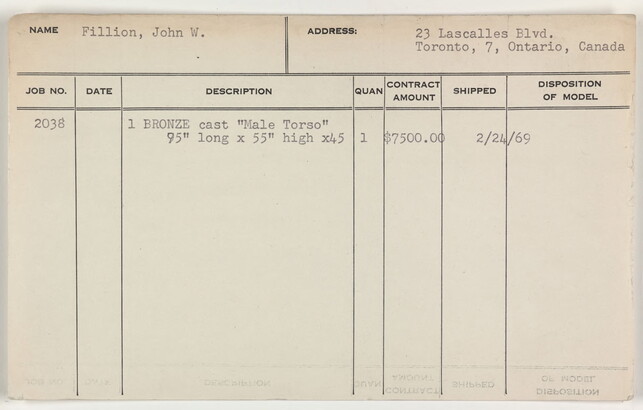 NAME Fillion, John W. ADDRESS: 23 Lascalles Blvd.
Toronto, 7, Ontario, Canada
JOB NO. DATE DESCRIPTION QUAN CONTRACT AMOUNT SHIPPED DISPOSITION OF MODEL
2038 1 BRONZE cast "Male Torso"
95" long x 55" high x45 1 $7500.00 2/24/69